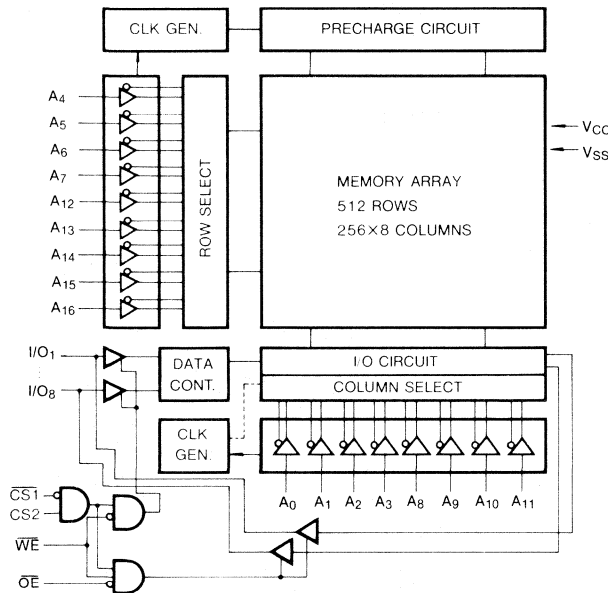 CLK GEN.
PRECHARGE CIRCUIT
A4
A5
A6
A7
A12
A13
A14
A15
A16
ROW SELECT
MEMORY ARRAY
512 ROWS
256×8 COLUMNS
VCC
VSS
I/O1
I/O8
DATA
CONT.
I/O CIRCUIT
COLUMN SELECT
CLK
GEN.
A0 A1 A2 A3 A8 A9 A10 A11
CS1
CS2
WE
OE